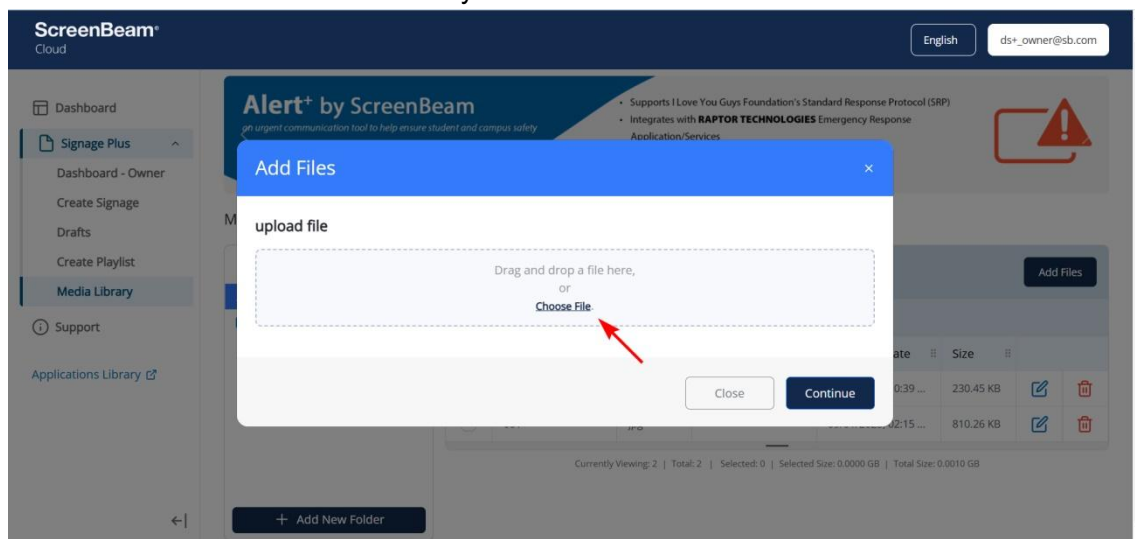 ScreenBeam®
Cloud
English
ds+_owner@sb.com
Dashboard
Signage Plus
Dashboard - Owner
Create Signage
Drafts
Create Playlist
Media Library
Support
Applications Library
Alert+ by ScreenBeam
an urgent communication tool to help ensure student and campus safety
• Supports I Love You Guys Foundation's Standard Response Protocol (SRP)
• Integrates with RAPTOR TECHNOLOGIES Emergency Response
Application/Services
Add Files
×
upload file
Drag and drop a file here,
or
Choose File.
Close
Continue
Add Files
ate
Size
0:39 ...
230.45 KB
02:15 ...
810.26 KB
Currently Viewing: 2 | Total: 2 | Selected: 0 | Selected Size: 0.0000 GB | Total Size: 0.0010 GB
+ Add New Folder